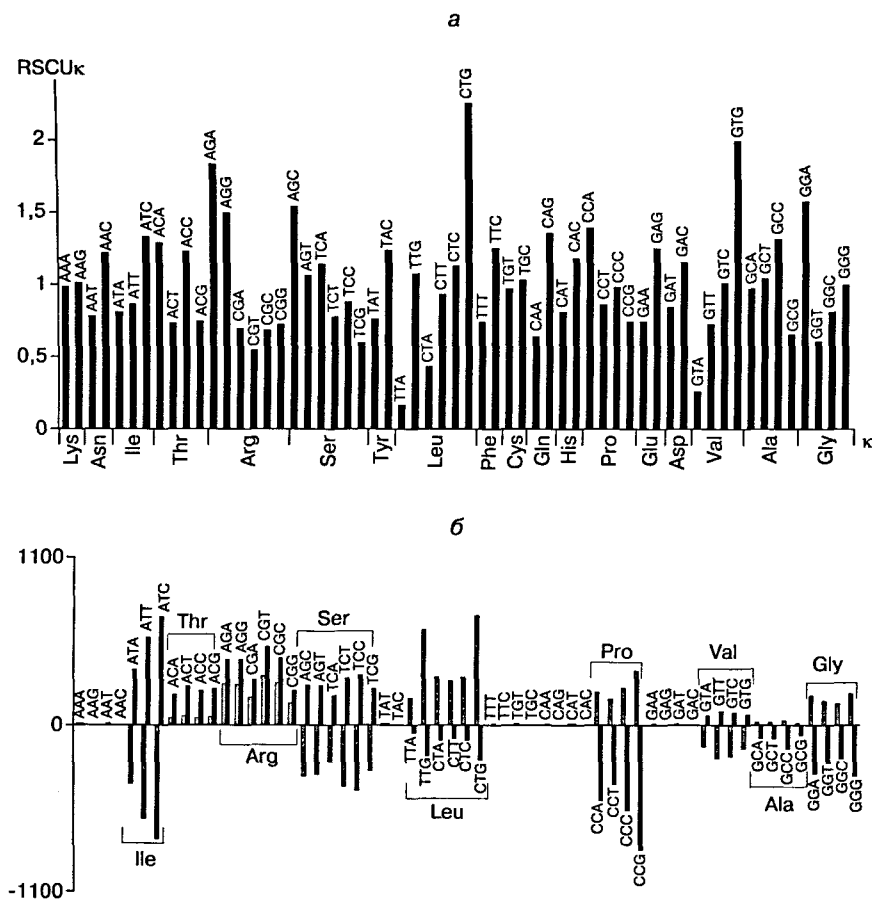 а
RSCUк
2
1,5
1
0,5
0
AAA AAG AAT AAC ATA ATT ATC ACA ACT ACC ACG AGA AGG CGA CGT CGC CGG AGC AGT TCA TCT TCC TCG TAT TAC TTA TTG CTA CTT CTC CTG TTT TTC TGT TGC CAA CAG CAT CAC CCA CCT CCC CCG GAA GAG GAT GAC GTA GTT GTC GTG GCA GCT GCC GCG GGA GGT GGC GGG
Lys Asn Ile Thr Arg Ser Tyr Leu Phe Cys Gln His Pro Glu Asp Val Ala Gly к
б
1100
0
-1100
Thr Ser Pro Val Gly
AAA AAG AAT AAC ATA ATT ATC ACA ACT ACC ACG AGA AGG CGA CGT CGC CGG AGC AGT TCA TCT TCC TCG TAT TAC TTA TTG CTA CTT CTC CTG TTT TTC TGT TGC CAA CAG CAT CAC CCA CCT CCC CCG GAA GAG GAT GAC GTA GTT GTC GTG GCA GCT GCC GCG GGA GGT GGC GGG
Ile Arg Leu Ala